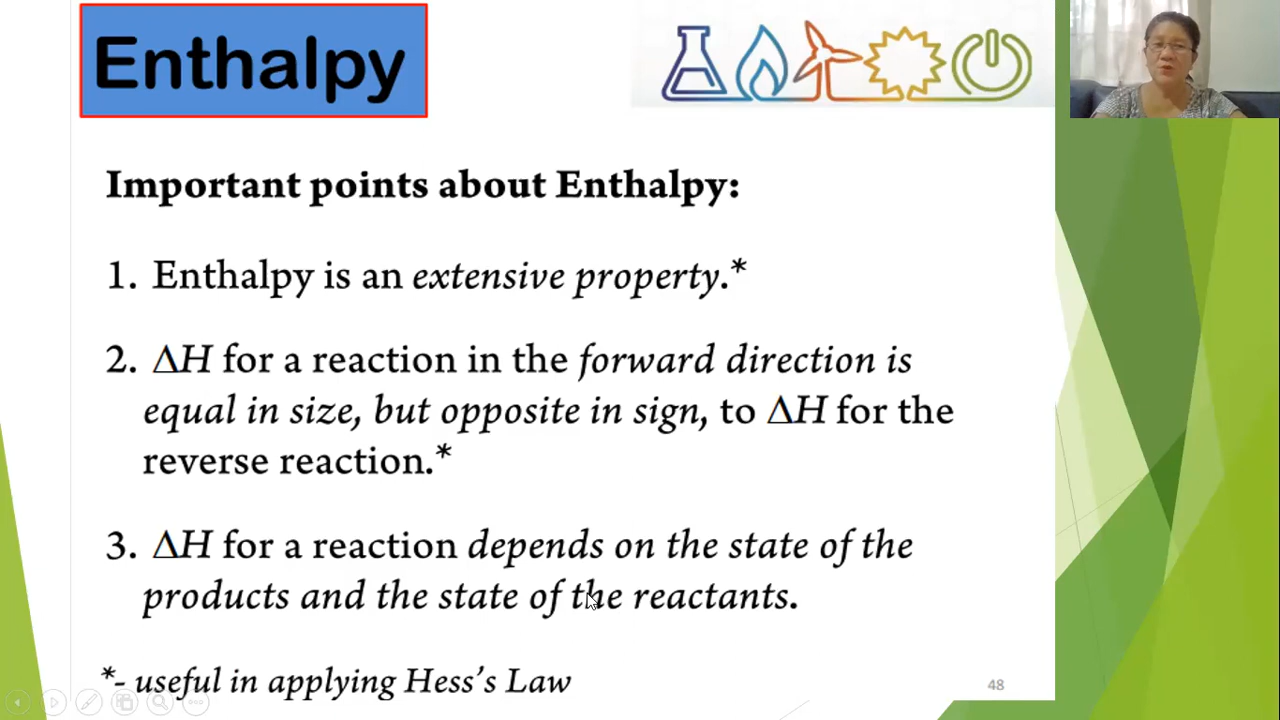 Enthalpy
Important points about Enthalpy:
1. Enthalpy is an extensive property.*
2. ΔH for a reaction in the forward direction is
equal in size, but opposite in sign, to ΔH for the
reverse reaction.*
3. ΔH for a reaction depends on the state of the
products and the state of the reactants.
*- useful in applying Hess’s Law
48